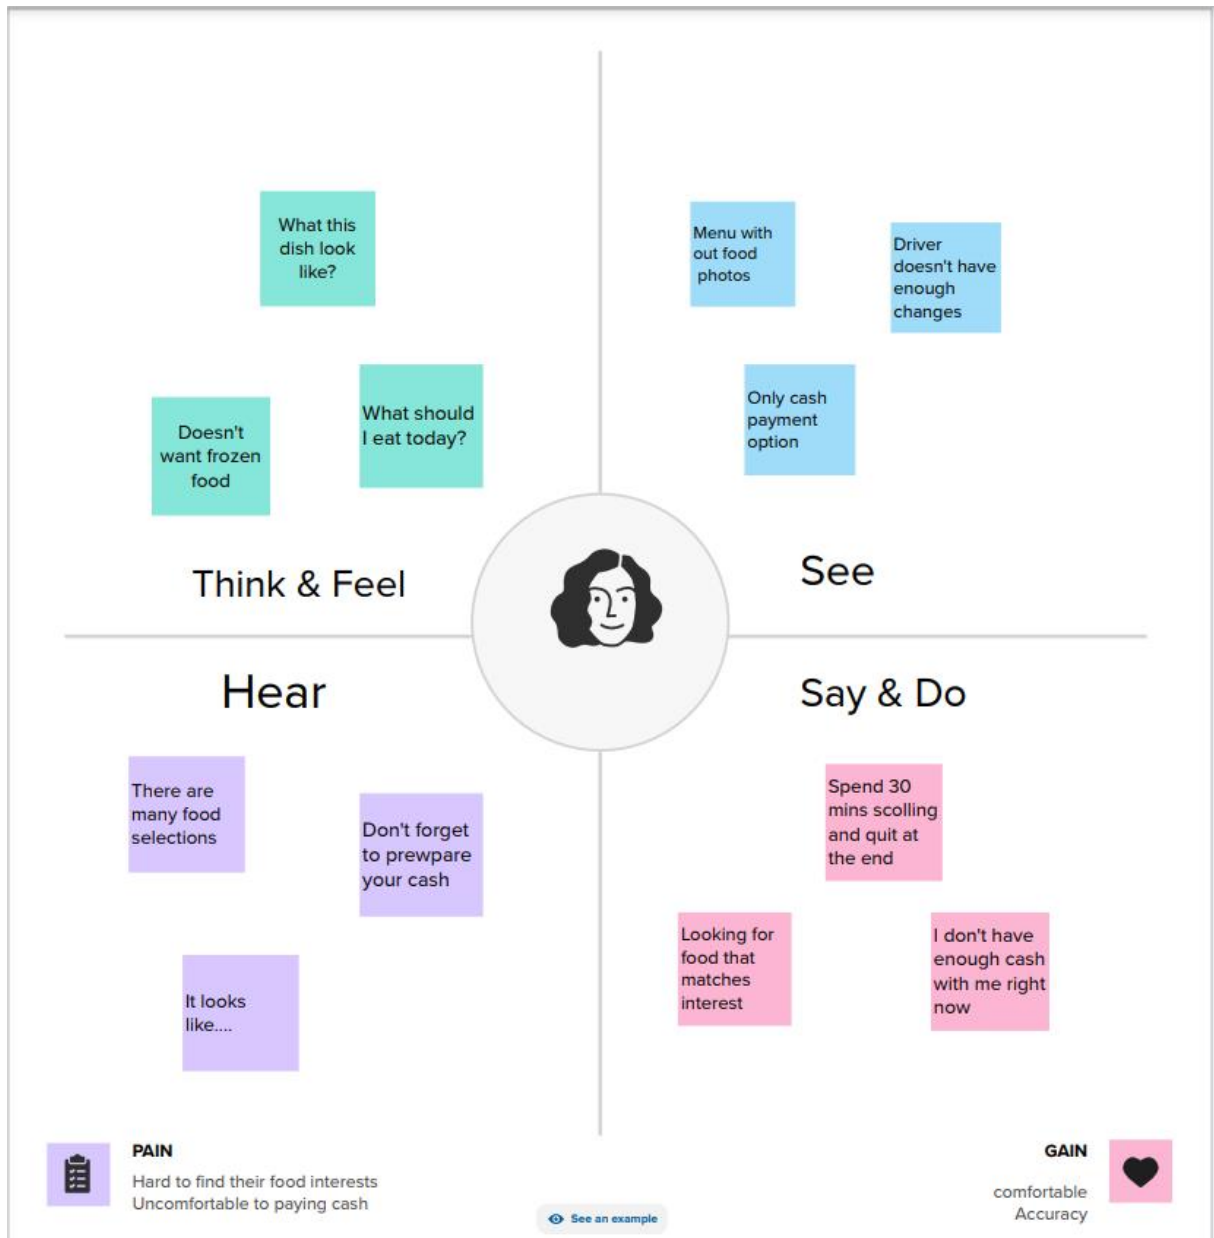 What this
dish look
like?
Doesn't
want frozen
food
What should
I eat today?
Think & Feel
Menu with
out food
photos
Driver
doesn't have
enough
changes
Only cash
payment
option
See
Hear
There are
many food
selections
Don't forget
to prewpare
your cash
It looks
like....
Say & Do
Spend 30
mins scolling
and quit at
the end
Looking for
food that
matches
interest
I don't have
enough cash
with me right
now
PAIN
Hard to find their food interests
Uncomfortable to paying cash
See an example
GAIN
comfortable
Accuracy